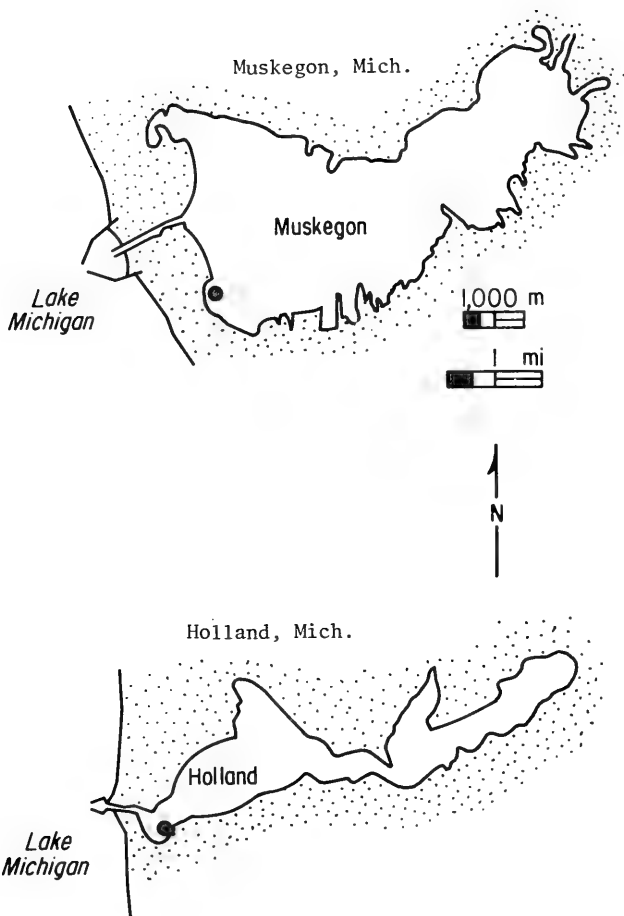 Muskegon, Mich.
Muskegon
Lake
Michigan
1,000 m
1 mi
N
Holland, Mich.
Holland
Lake
Michigan